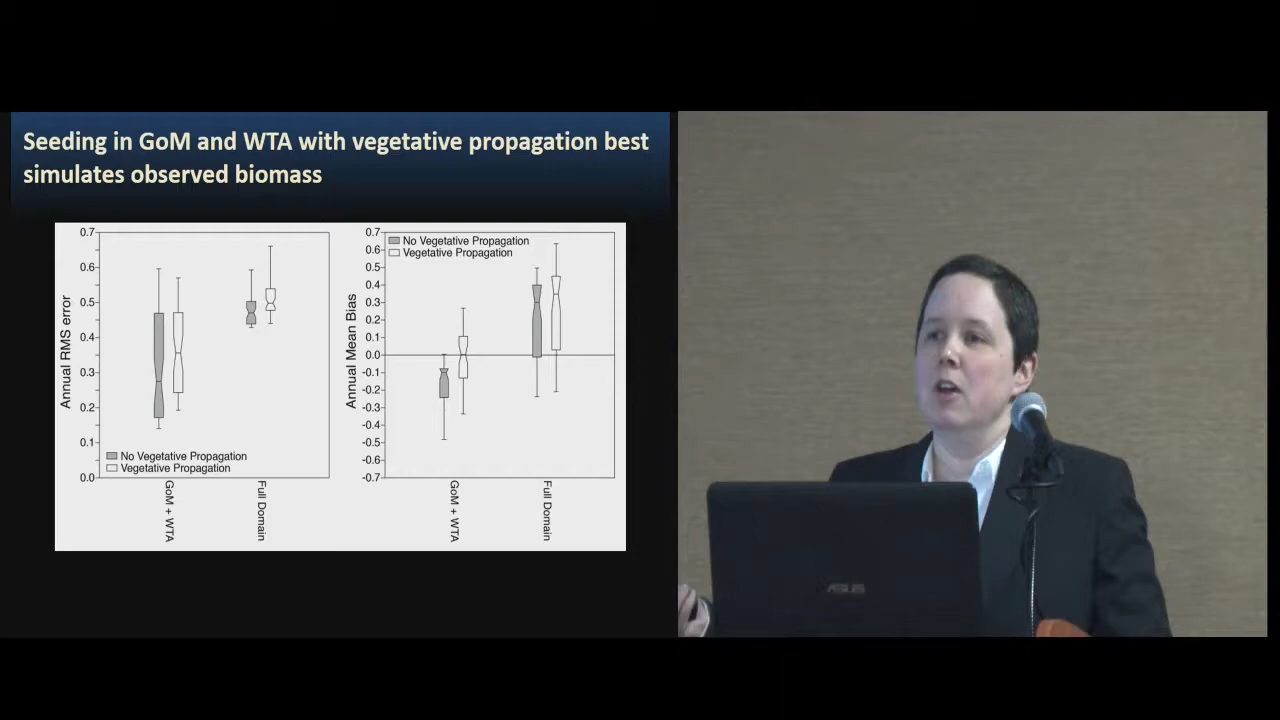 Seeding in GoM and WTA with vegetative propagation best
simulates observed biomass
Annual RMS error
0.7
0.6
0.5
0.4
0.3
0.2
0.1
0.0
No Vegetative Propagation
Vegetative Propagation
GoM + WTA
Full Domain
Annual Mean Bias
0.7
0.6
0.5
0.4
0.3
0.2
0.1
0.0
-0.1
-0.2
-0.3
-0.4
-0.5
-0.6
-0.7
No Vegetative Propagation
Vegetative Propagation
GoM + WTA
Full Domain
ASUS